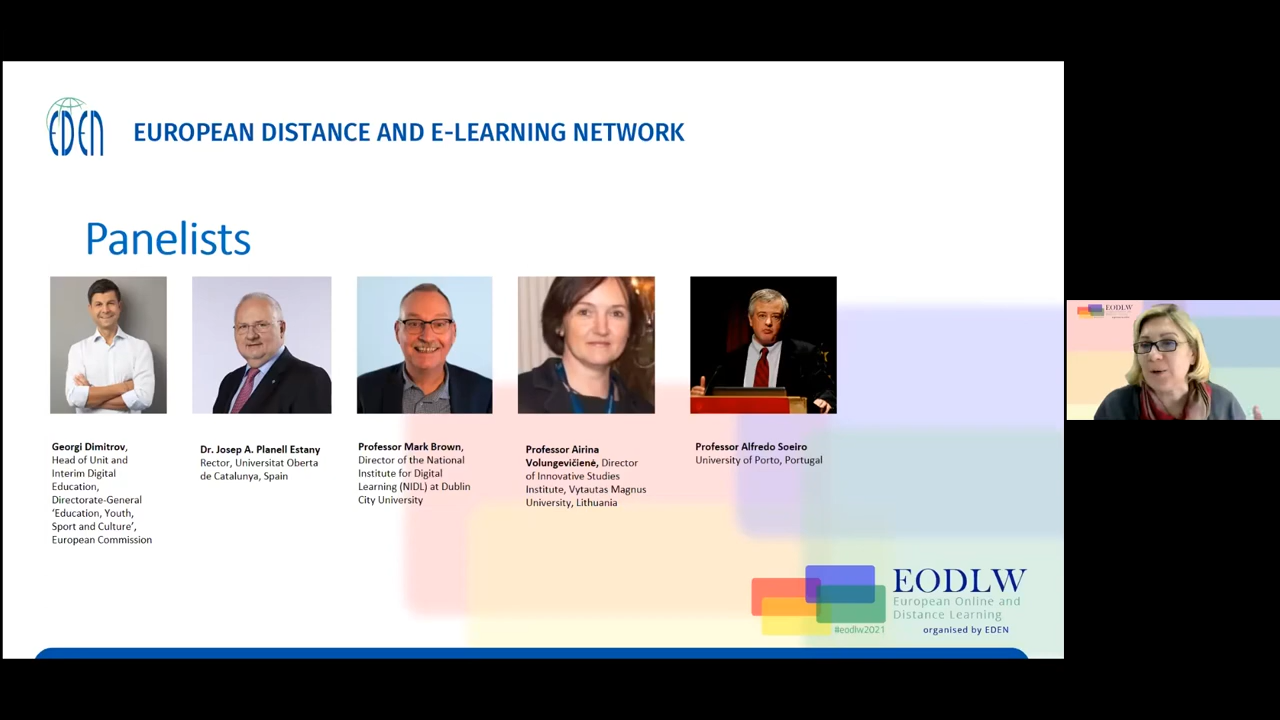 EDEN
EUROPEAN DISTANCE AND E-LEARNING NETWORK
Panelists
Georgi Dimitrov,
Head of Unit and
Interim Digital
Education,
Directorate-General
‘Education, Youth,
Sport and Culture’,
European Commission
Dr. Josep A. Planell Estany
Rector, Universitat Oberta
de Catalunya, Spain
Professor Mark Brown,
Director of the National
Institute for Digital
Learning (NIDL) at Dublin
City University
Professor Airina
Volungevičienė, Director
of Innovative Studies
Institute, Vytautas Magnus
University, Lithuania
Professor Alfredo Soeiro
University of Porto, Portugal
EODLW
European Online and
Distance Learning
#eodlw2021
organised by EDEN
EODLW